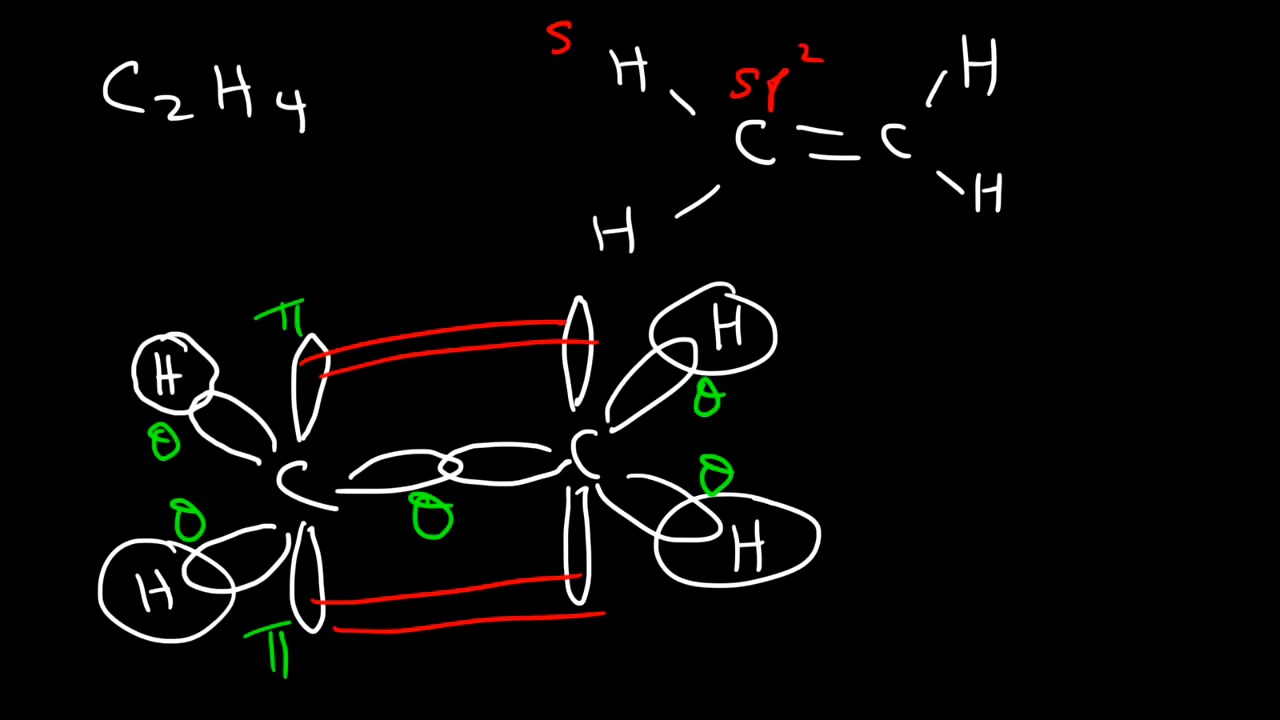 C₂H₄
S H sp² H
C = C
H H
π H
H σ
σ C σ C
σ σ H
H
π